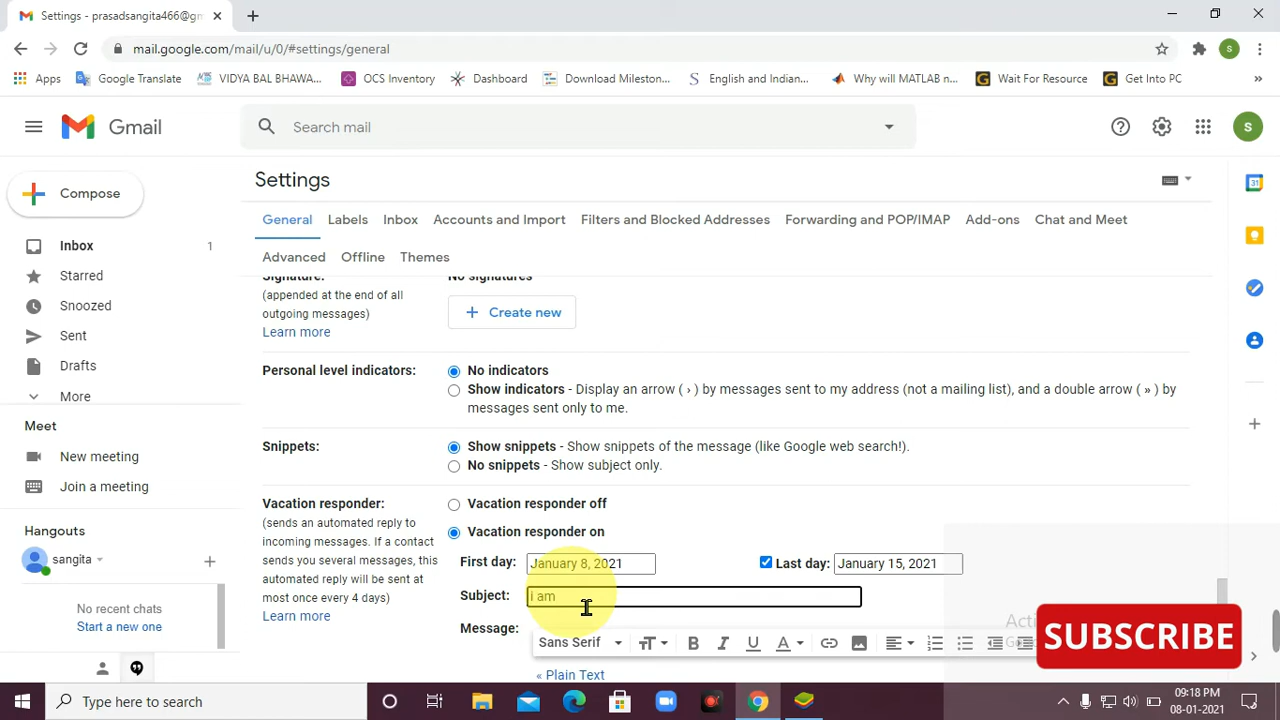 Settings - prasadsangita466@gm
mail.google.com/mail/u/0/#settings/general
S
Apps
Google Translate
VIDYA BAL BHAWA...
OCS Inventory
Dashboard
Download Mileston...
English and Indian...
Why will MATLAB n...
Wait For Resource
Get Into PC
»
Gmail
Search mail
S
Compose
Settings
General
Labels
Inbox
Accounts and Import
Filters and Blocked Addresses
Forwarding and POP/IMAP
Add-ons
Chat and Meet
Advanced
Offline
Themes
Inbox 1
Starred
Snoozed
Sent
Drafts
More
Meet
New meeting
Join a meeting
Hangouts
sangita
No recent chats
Start a new one
Signature:
(appended at the end of all
outgoing messages)
Learn more
No signatures
Create new
Personal level indicators:
No indicators
Show indicators - Display an arrow ( › ) by messages sent to my address (not a mailing list), and a double arrow ( » ) by
messages sent only to me.
Snippets:
Show snippets - Show snippets of the message (like Google web search!).
No snippets - Show subject only.
Vacation responder:
(sends an automated reply to
incoming messages. If a contact
sends you several messages, this
automated reply will be sent at
most once every 4 days)
Learn more
Vacation responder off
Vacation responder on
First day: January 8, 2021
Last day: January 15, 2021
Subject: i am
Message:
Sans Serif
B I U A
« Plain Text
SUBSCRIBE
Type here to search
09:18 PM
08-01-2021